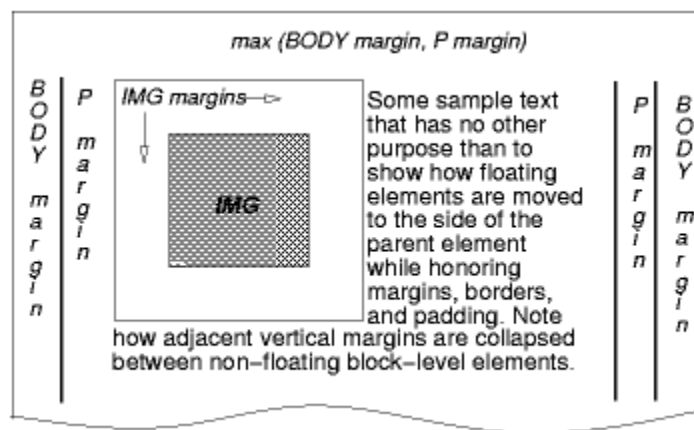 max (BODY margin, P margin)
BODY margin
P margin
IMG margins
IMG
Some sample text
that has no other
purpose than to
show how floating
elements are moved
to the side of the
parent element
while honoring
margins, borders,
and padding. Note
how adjacent vertical margins are collapsed
between non–floating block–level elements.
P margin
BODY margin